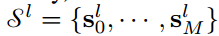 𝒮^l = {𝐬_0^l, ⋯ , 𝐬_M^l}